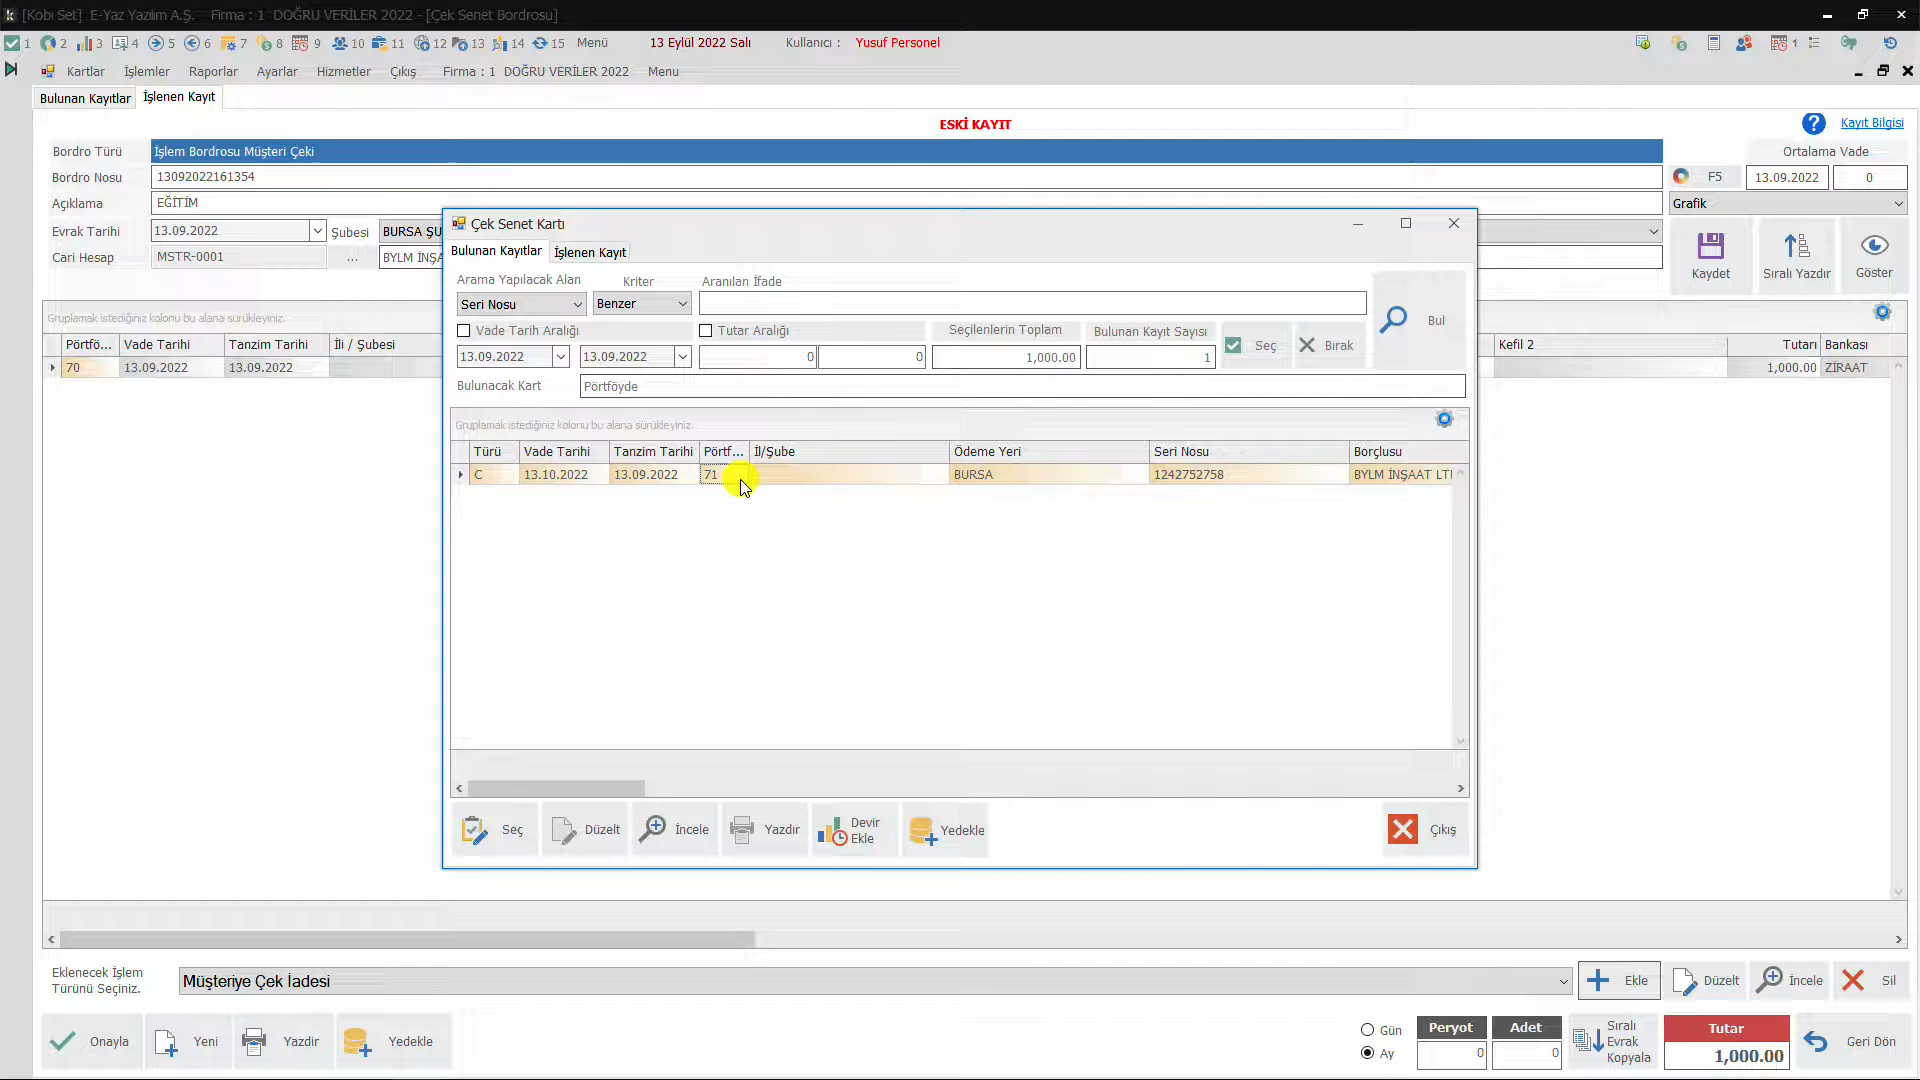 [Kobi Set] E-Yaz Yazilim A.Ş. Firma : 1 DOĞRU VERİLER 2022 - [Çek Senet Bordrosu]
1 2 3 4 5 6 7 8 9 10 11 12 13 14 15 Menü 13 Eylül 2022 Salı Kullanıcı : Yusuf Personel 1
Kartlar İşlemler Raporlar Ayarlar Hizmetler Çıkış Firma : 1 DOĞRU VERİLER 2022 Menu
Bulunan Kayıtlar İşlenen Kayıt
ESKİ KAYIT
? Kayıt Bilgisi
Bordro Türü İşlem Bordrosu Müşteri Çeki Ortalama Vade
Bordro Nosu 13092022161354 F5 13.09.2022 0
Açıklama EĞİTİM Grafik
Evrak Tarihi 13.09.2022 Şubesi BURSA ŞU
Cari Hesap MSTR-0001 ... BYLM İNŞA
Kaydet Sıralı Yazdır Göster
Gruplamak istediğiniz kolonu bu alana sürükleyiniz.
Pörtfö... Vade Tarihi Tanzim Tarihi İli / Şubesi Kefil 2 Tutarı Bankası
70 13.09.2022 13.09.2022 1,000.00 ZİRAAT
Çek Senet Kartı
Bulunan Kayıtlar İşlenen Kayıt
Arama Yapılacak Alan Kriter Aranılan İfade
Seri Nosu Benzer Bul
Vade Tarih Aralığı Tutar Aralığı Seçilenlerin Toplam Bulunan Kayıt Sayısı Seç Bırak
13.09.2022 13.09.2022 0 0 1,000.00 1
Bulunacak Kart Pörtföyde
Gruplamak istediğiniz kolonu bu alana sürükleyiniz.
Türü Vade Tarihi Tanzim Tarihi Pörtf... İl/Şube Ödeme Yeri Seri Nosu Borçlusu
C 13.10.2022 13.09.2022 71 BURSA 1242752758 BYLM İNŞAAT LTI
Seç Düzelt İncele Yazdır Devir Ekle Yedekle Çıkış
Eklenecek İşlem Türünü Seçiniz. Müşteriye Çek İadesi Ekle Düzelt İncele Sil
Onayla Yeni Yazdir Yedekle
Gün Peryot Adet
Ay 0 0
Sıralı Evrak Kopyala
Tutar
1,000.00
Geri Dön